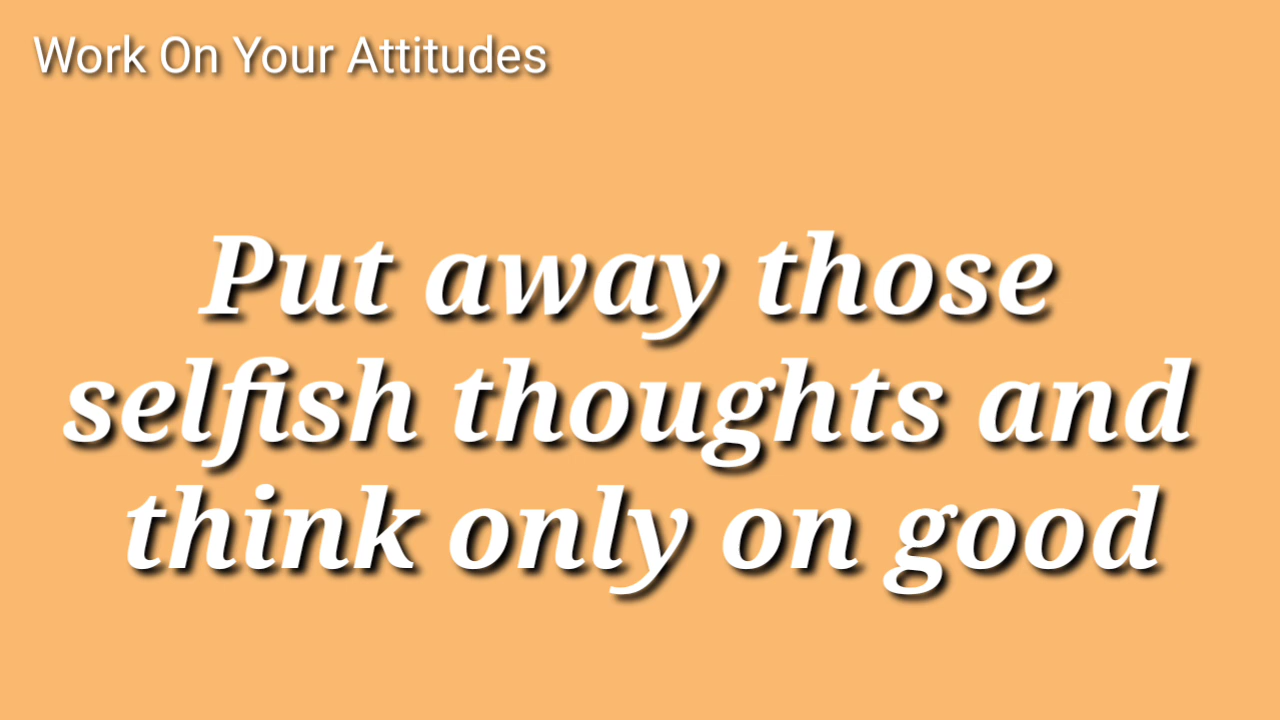 Work On Your Attitudes
Put away those
selfish thoughts and
think only on good